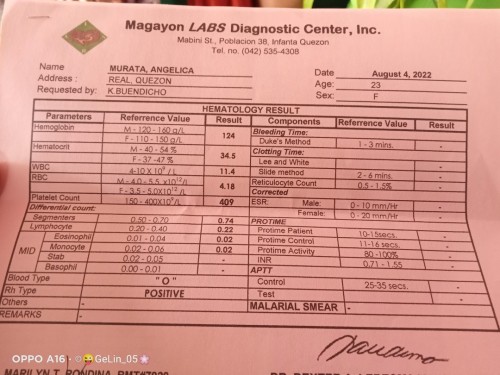 Magayon LABS Diagnostic Center, Inc.
Mabini St., Poblacion 38, Infanta Quezon
Tel. no. (042) 535-4308
Name MURATA, ANGELICA Date August 4, 2022
Address : REAL, QUEZON Age: 23
Requested by: K.BUENDICHO Sex: F
HEMATOLOGY RESULT
Parameters Referrence Value Result Components Referrence Value Result
Hemoglobin M - 120 - 160 g/L 124 Bleeding Time: -
F - 110 - 150 g/L Duke's Method 1 - 3 mins. -
Hematocrit M - 40 - 54 % 34.5 Clotting Time: -
F - 37 - 47 % Lee and White
WBC 4-10 X 10⁹ / L 11.4 Slide method 2 - 6 mins. -
RBC M - 4.0 - 5.5 x10¹²/L 4.18 Reticulocyte Count 0.5 - 1.5% -
F - 3.5 - 5.0x10¹²/L Corrected
Platelet Count 150 - 400X10⁹/L 409 ESR: Male: 0 - 10 mm/Hr -
Differential count: Female: 0 - 20 mm/Hr -
Segmenters 0.50 - 0.70 0.74 PROTIME
Lymphocyte 0.20 - 0.40 0.22 Protime Patient 10-15secs. -
MID Eosinophil 0.01 - 0.04 0.02 Protime Control 11-16 secs. -
Monocyte 0.02 - 0.06 0.02 Protime Activity 80 -100% -
Stab 0.02 - 0.05 - INR 0.71 - 1.55 -
Basophil 0.00 - 0.01 - APTT
Blood Type " O " Control 25-35 secs. -
Rh Type POSITIVE Test -
Others - MALARIAL SMEAR -
REMARKS -
OPPO A16 · ©😜GeLin_05🌸
MARILYN T. RONDINA, RMT#7928